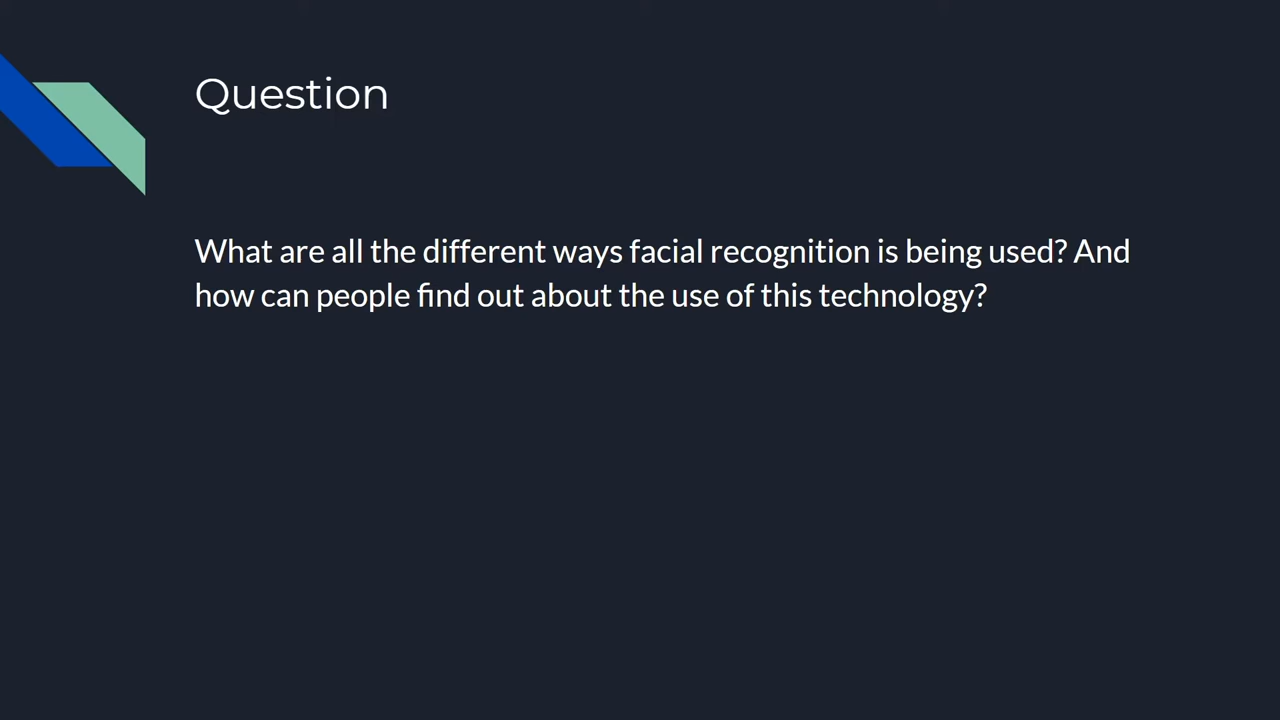 Question
What are all the different ways facial recognition is being used? And
how can people find out about the use of this technology?